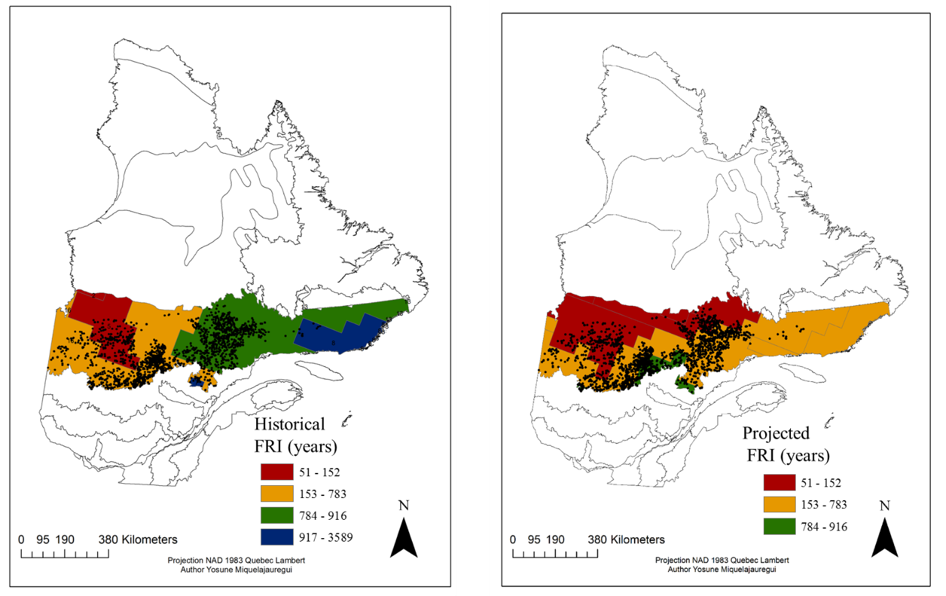 Historical
FRI (years)
51 - 152
153 - 783
784 - 916
917 - 3589
N
0 95 190 380 Kilometers
Projection NAD 1983 Quebec Lambert
Author Yosune Miquelajauregui
Projected
FRI (years)
51 - 152
153 - 783
784 - 916
N
0 95 190 380 Kilometers
Projection NAD 1983 Quebec Lambert
Author Yosune Miquelajauregui